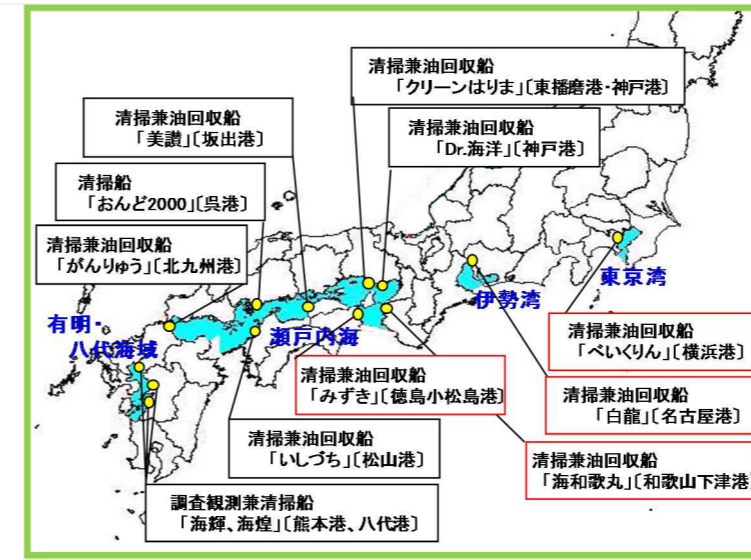 清掃兼油回収船
「クリーンはりま」〔東播磨港・神戸港〕
清掃兼油回収船
「美讃」〔坂出港〕
清掃兼油回収船
「Dr.海洋」〔神戸港〕
清掃船
「おんど2000」〔呉港〕
清掃兼油回収船
「がんりゅう」〔北九州港〕
東京湾
伊勢湾
有明・
八代海域
瀬戸内海
清掃兼油回収船
「べいくりん」〔横浜港〕
清掃兼油回収船
「みずき」〔徳島小松島港〕
清掃兼油回収船
「白龍」〔名古屋港〕
清掃兼油回収船
「いしづち」〔松山港〕
清掃兼油回収船
「海和歌丸」〔和歌山下津港〕
調査観測兼清掃船
「海輝、海煌」〔熊本港、八代港〕